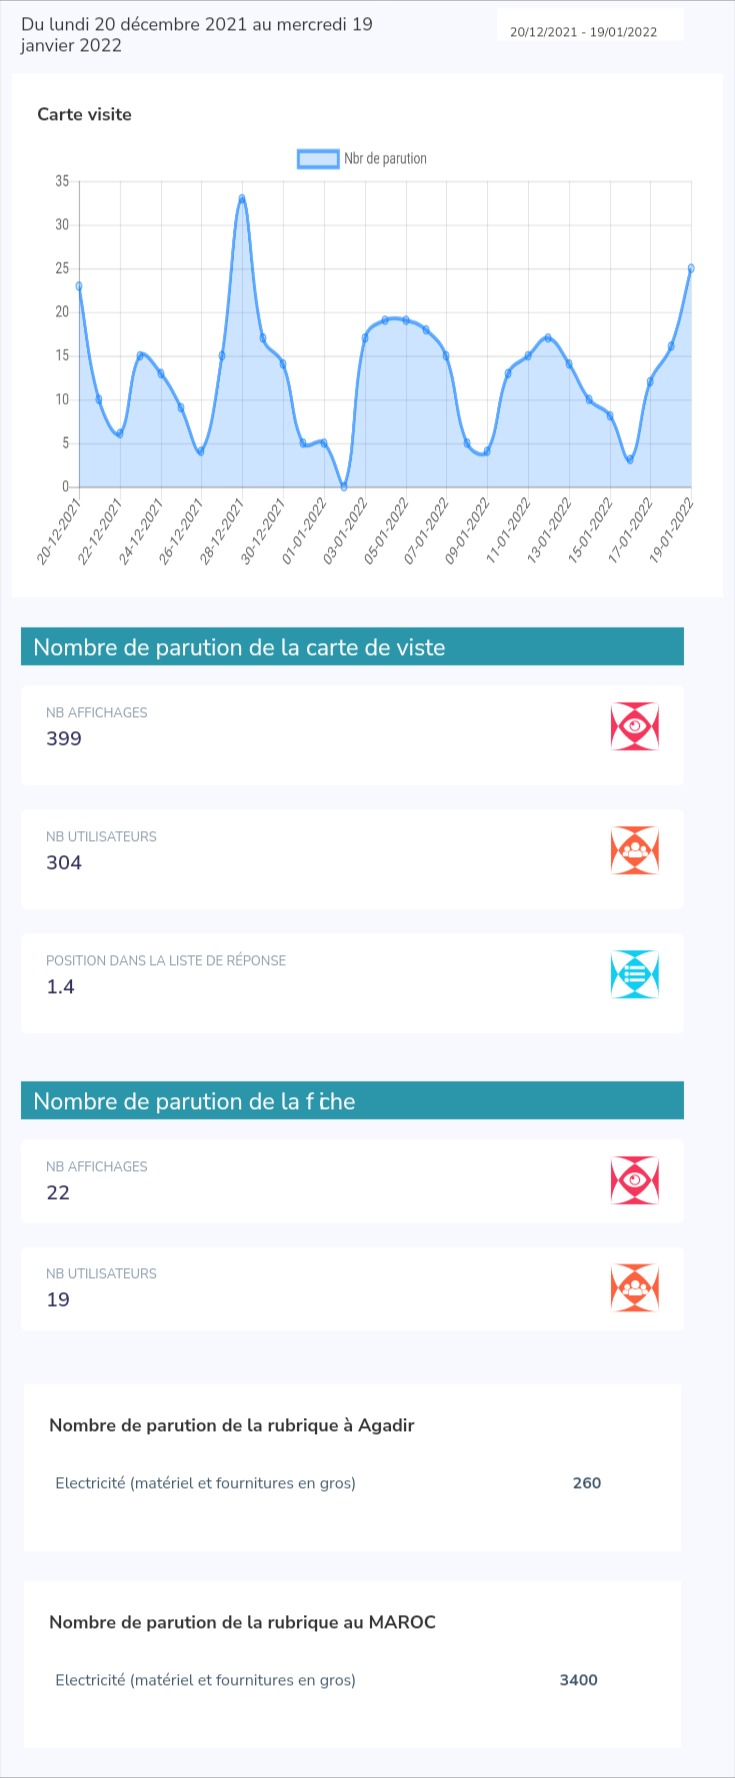 Du lundi 20 décembre 2021 au mercredi 19
janvier 2022
20/12/2021 - 19/01/2022
Carte visite
Nbr de parution
35
30
25
20
15
10
5
0
20-12-2021
22-12-2021
24-12-2021
26-12-2021
28-12-2021
30-12-2021
01-01-2022
03-01-2022
05-01-2022
07-01-2022
09-01-2022
11-01-2022
13-01-2022
15-01-2022
17-01-2022
19-01-2022
Nombre de parution de la carte de viste
NB AFFICHAGES
399
NB UTILISATEURS
304
POSITION DANS LA LISTE DE RÉPONSE
1.4
Nombre de parution de la fiche
NB AFFICHAGES
22
NB UTILISATEURS
19
Nombre de parution de la rubrique à Agadir
Electricité (matériel et fournitures en gros) 260
Nombre de parution de la rubrique au MAROC
Electricité (matériel et fournitures en gros) 3400